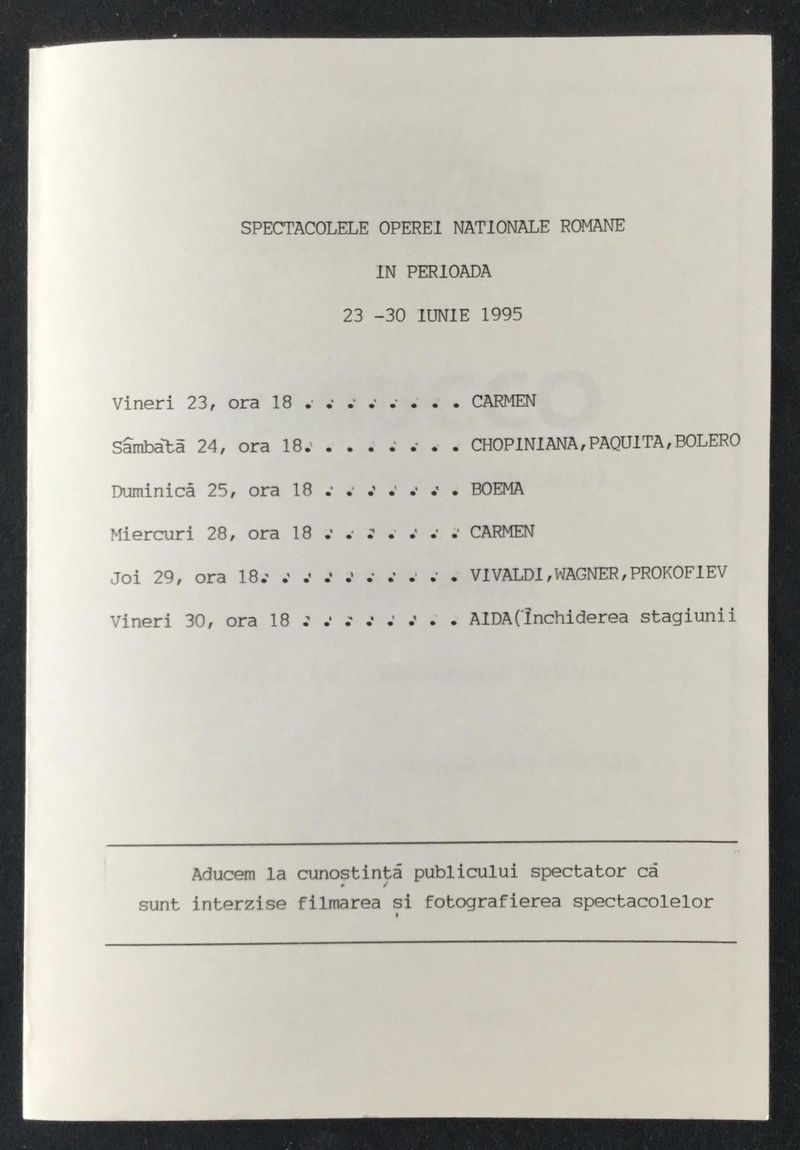 SPECTACOLELE OPEREI NATIONALE ROMANE
IN PERIOADA
23 -30 IUNIE 1995
Vineri 23, ora 18 . . . . . . . . CARMEN
Sâmbătă 24, ora 18. . . . . . . . CHOPINIANA,PAQUITA,BOLERO
Duminică 25, ora 18 . . . . . . . BOEMA
Miercuri 28, ora 18 . . . . . . . CARMEN
Joi 29, ora 18. . . . . . . . . . VIVALDI,WAGNER,PROKOFIEV
Vineri 30, ora 18 . . . . . . . . AIDA(Închiderea stagiunii
Aducem la cunoștință publicului spectator că
sunt interzise filmarea și fotografierea spectacolelor